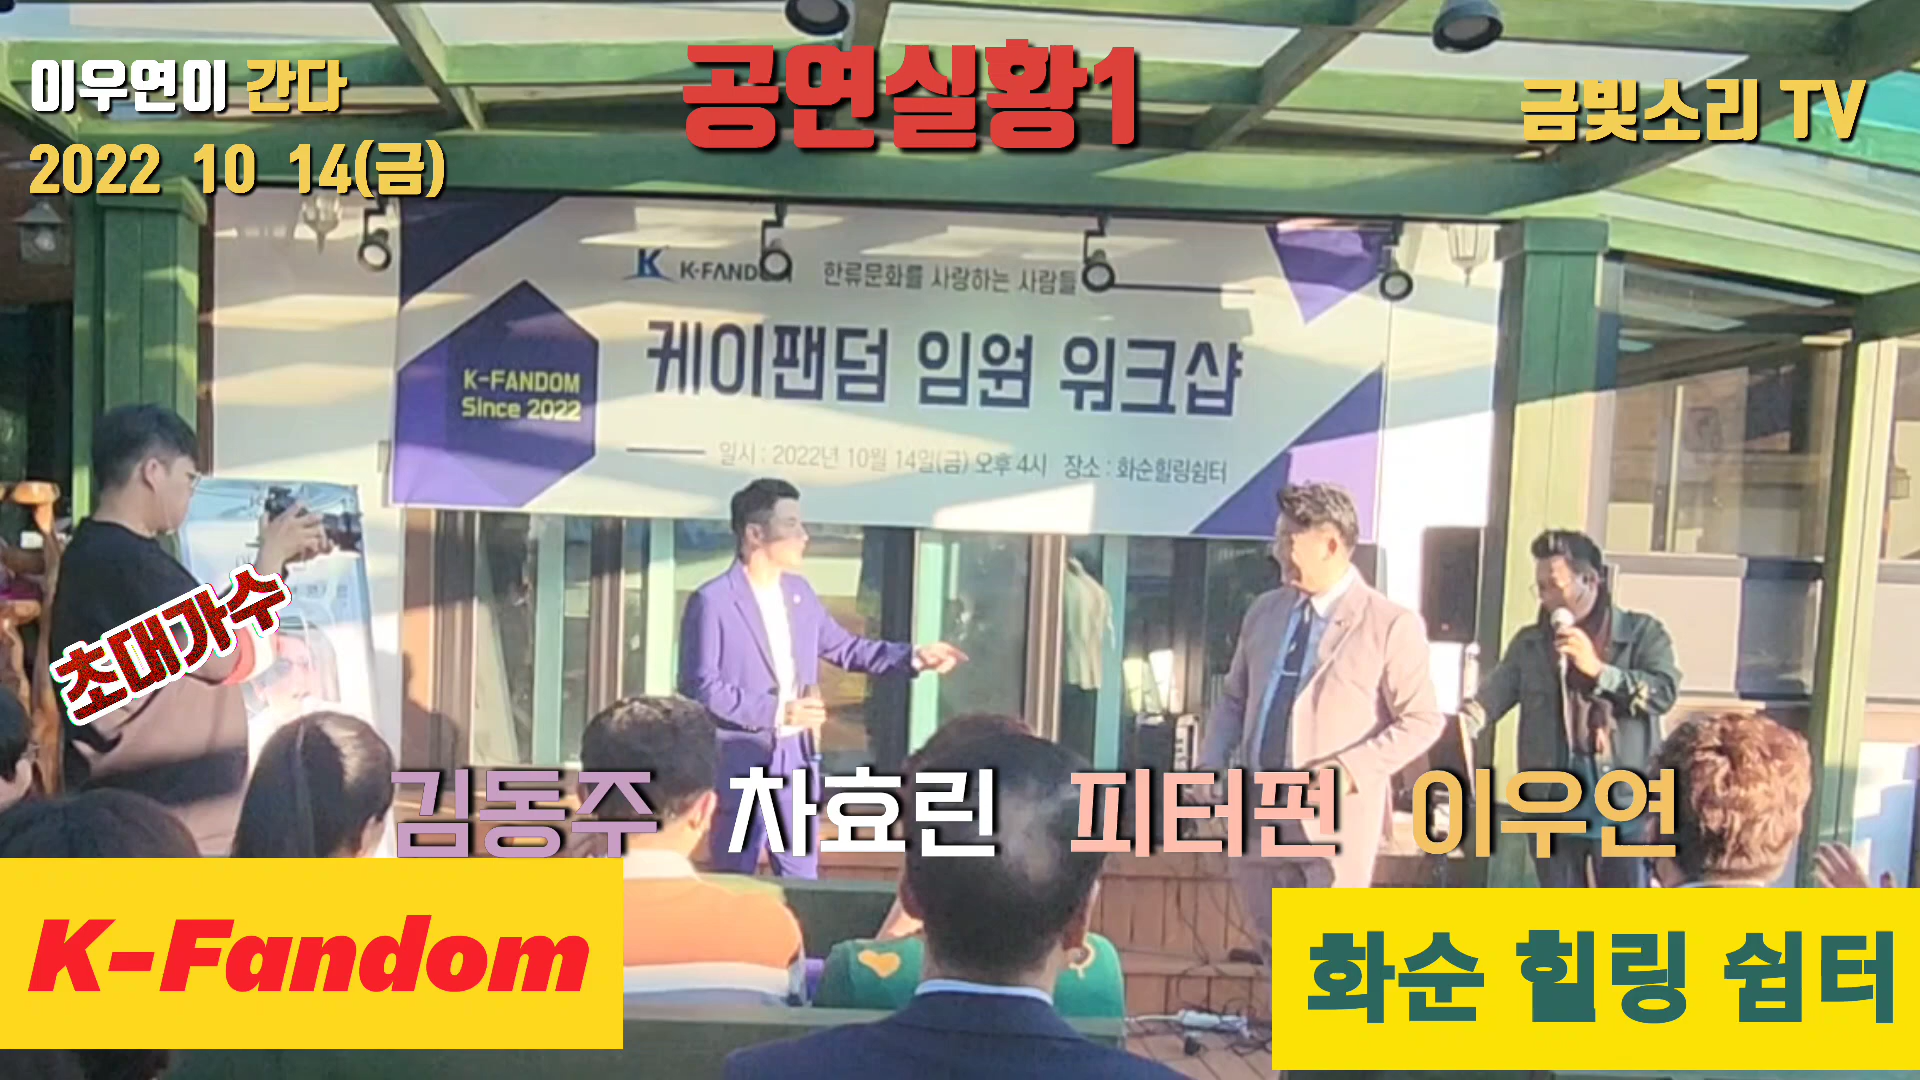 이우연이 간다
2022 10 14(금)
공연실황1
금빛소리 TV
K K-FANDOM 한류문화를 사랑하는 사람들
케이팬덤 임원 워크샵
K-FANDOM
Since 2022
일시 : 2022년 10월 14일(금) 오후 4시 장소 : 화순힐링쉼터
초대가수
김동주 차효린 피터펀 이우연
K-Fandom
화순 힐링 쉼터